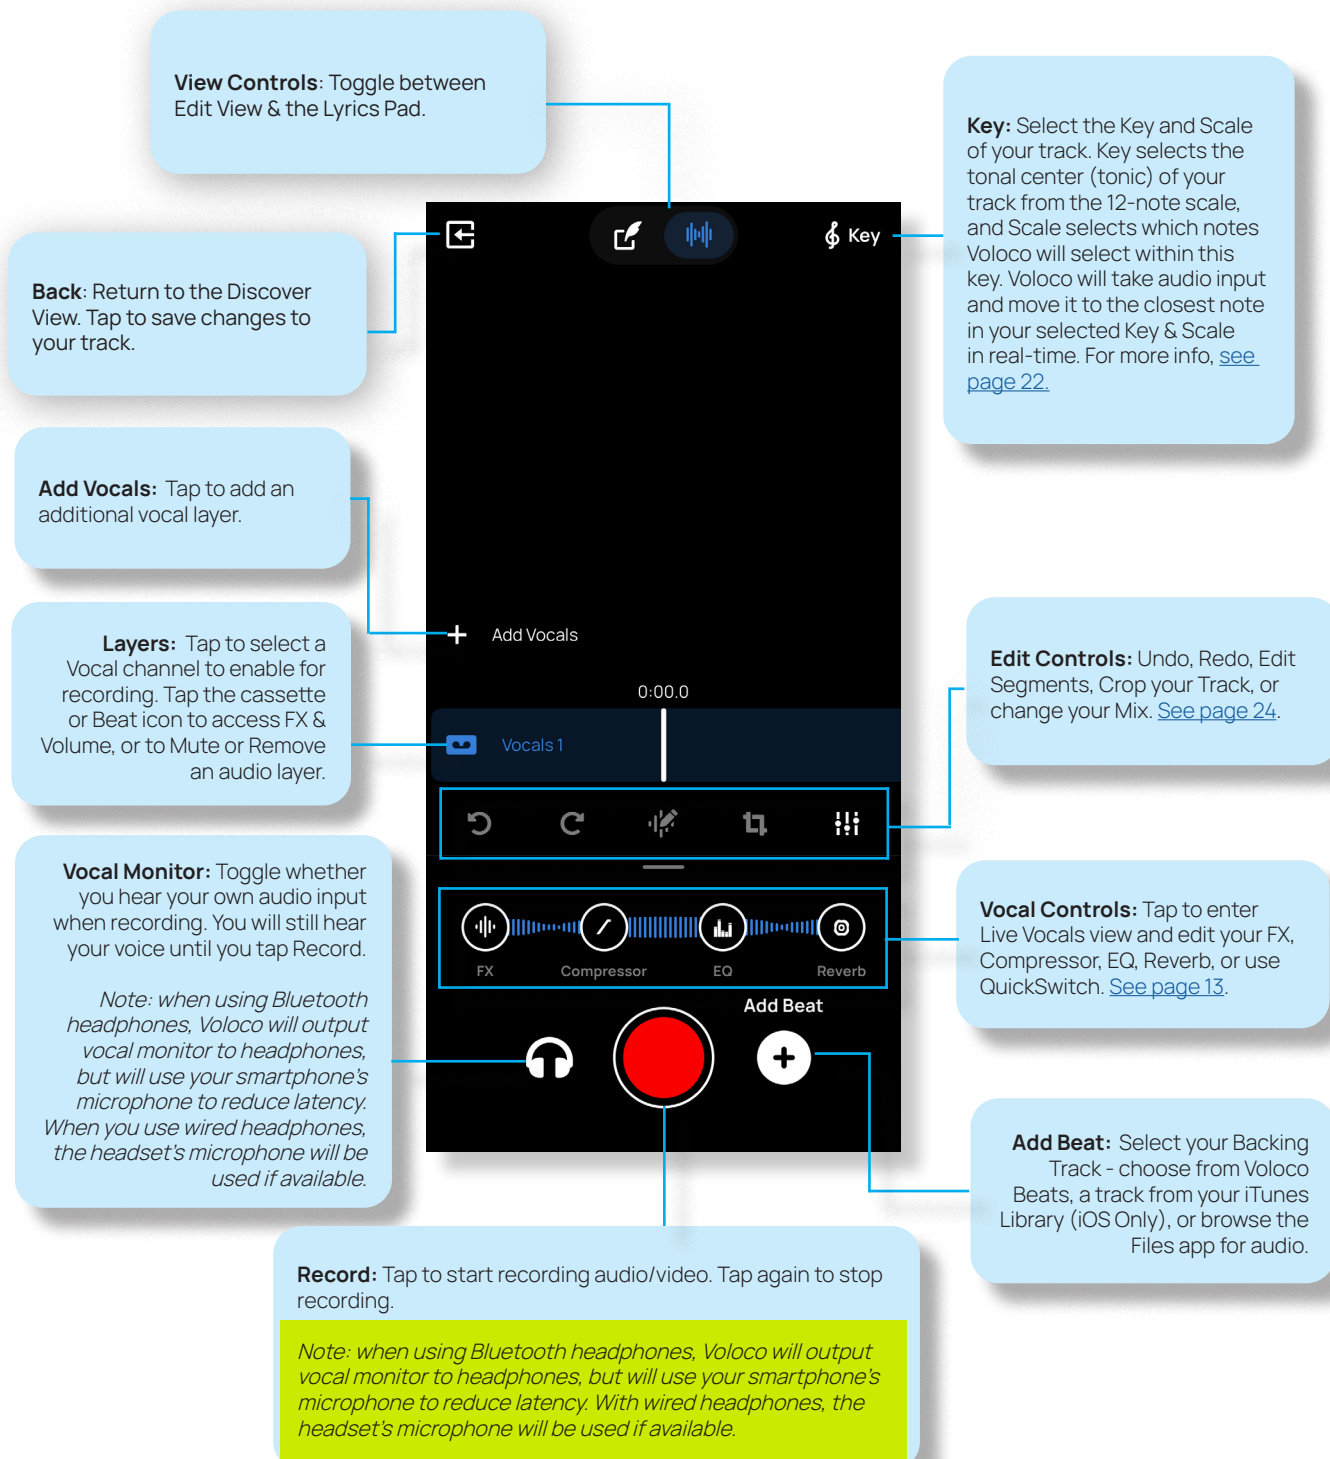 View Controls: Toggle between
Edit View & the Lyrics Pad.
Key: Select the Key and Scale
of your track. Key selects the
tonal center (tonic) of your
track from the 12-note scale,
and Scale selects which notes
Voloco will select within this
key. Voloco will take audio input
and move it to the closest note
in your selected Key & Scale
in real-time. For more info, see
page 22.
Key
Back: Return to the Discover
View. Tap to save changes to
your track.
Add Vocals: Tap to add an
additional vocal layer.
Layers: Tap to select a
Vocal channel to enable for
recording. Tap the cassette
or Beat icon to access FX &
Volume, or to Mute or Remove
an audio layer.
Add Vocals
0:00.0
Vocals 1
Edit Controls: Undo, Redo, Edit
Segments, Crop your Track, or
change your Mix. See page 24.
Vocal Monitor: Toggle whether
you hear your own audio input
when recording. You will still hear
your voice until you tap Record.
Note: when using Bluetooth
headphones, Voloco will output
vocal monitor to headphones,
but will use your smartphone's
microphone to reduce latency.
When you use wired headphones,
the headset's microphone will be
used if available.
FX
Compressor
EQ
Reverb
Vocal Controls: Tap to enter
Live Vocals view and edit your FX,
Compressor, EQ, Reverb, or use
QuickSwitch. See page 13.
Add Beat
Add Beat: Select your Backing
Track - choose from Voloco
Beats, a track from your iTunes
Library (iOS Only), or browse the
Files app for audio.
Record: Tap to start recording audio/video. Tap again to stop
recording.
Note: when using Bluetooth headphones, Voloco will output
vocal monitor to headphones, but will use your smartphone's
microphone to reduce latency. With wired headphones, the
headset's microphone will be used if available.